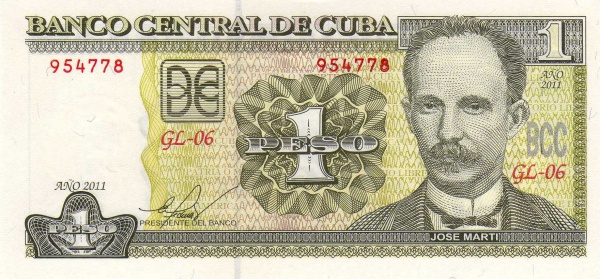 BANCO CENTRAL DE CUBA
1
954778
954778
AÑO
2011
GL-06
1
PESO
BCC
GL-06
AÑO 2011
1
PESO
PRESIDENTE DEL BANCO
JOSE MARTI